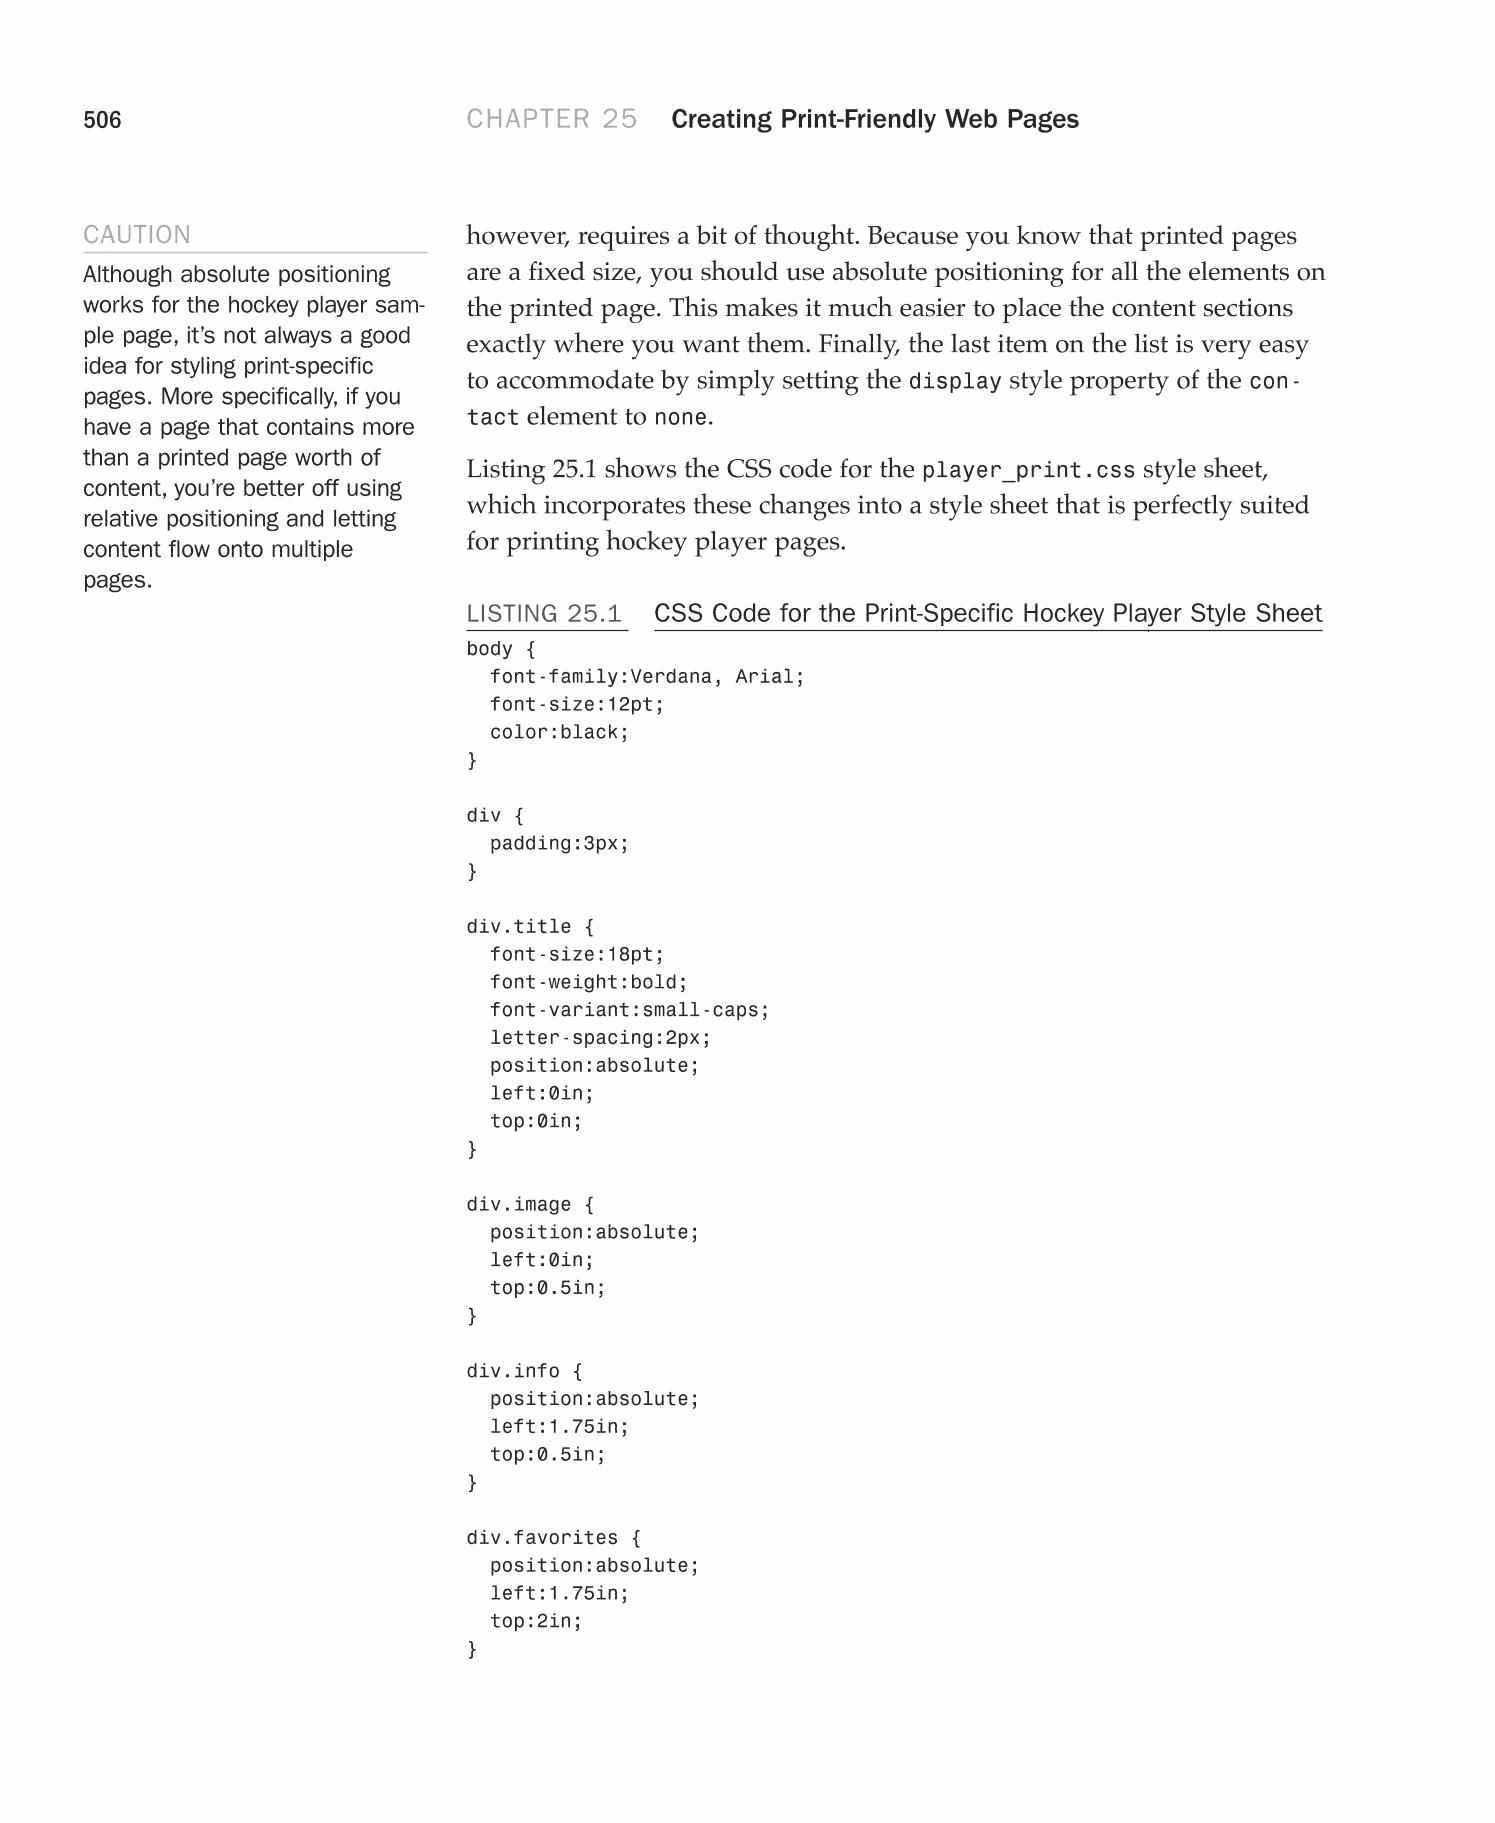 506
CHAPTER 25 Creating Print-Friendly Web Pages
CAUTION
Although absolute positioning
works for the hockey player sam-
ple page, it's not always a good
idea for styling print-specific
pages. More specifically, if you
have a page that contains more
than a printed page worth of
content, you're better off using
relative positioning and letting
content flow onto multiple
pages.
however, requires a bit of thought. Because you know that printed pages
are a fixed size, you should use absolute positioning for all the elements on
the printed page. This makes it much easier to place the content sections
exactly where you want them. Finally, the last item on the list is very easy
to accommodate by simply setting the display style property of the con-
tact element to none.
Listing 25.1 shows the CSS code for the player_print.css style sheet,
which incorporates these changes into a style sheet that is perfectly suited
for printing hockey player pages.
LISTING 25.1 CSS Code for the Print-Specific Hockey Player Style Sheet
body {
  font-family:Verdana, Arial;
  font-size:12pt;
  color:black;
}
div {
  padding:3px;
}
div.title {
  font-size:18pt;
  font-weight:bold;
  font-variant:small-caps;
  letter-spacing:2px;
  position:absolute;
  left:0in;
  top:0in;
}
div.image {
  position:absolute;
  left:0in;
  top:0.5in;
}
div.info {
  position:absolute;
  left:1.75in;
  top:0.5in;
}
div.favorites {
  position:absolute;
  left:1.75in;
  top:2in;
}